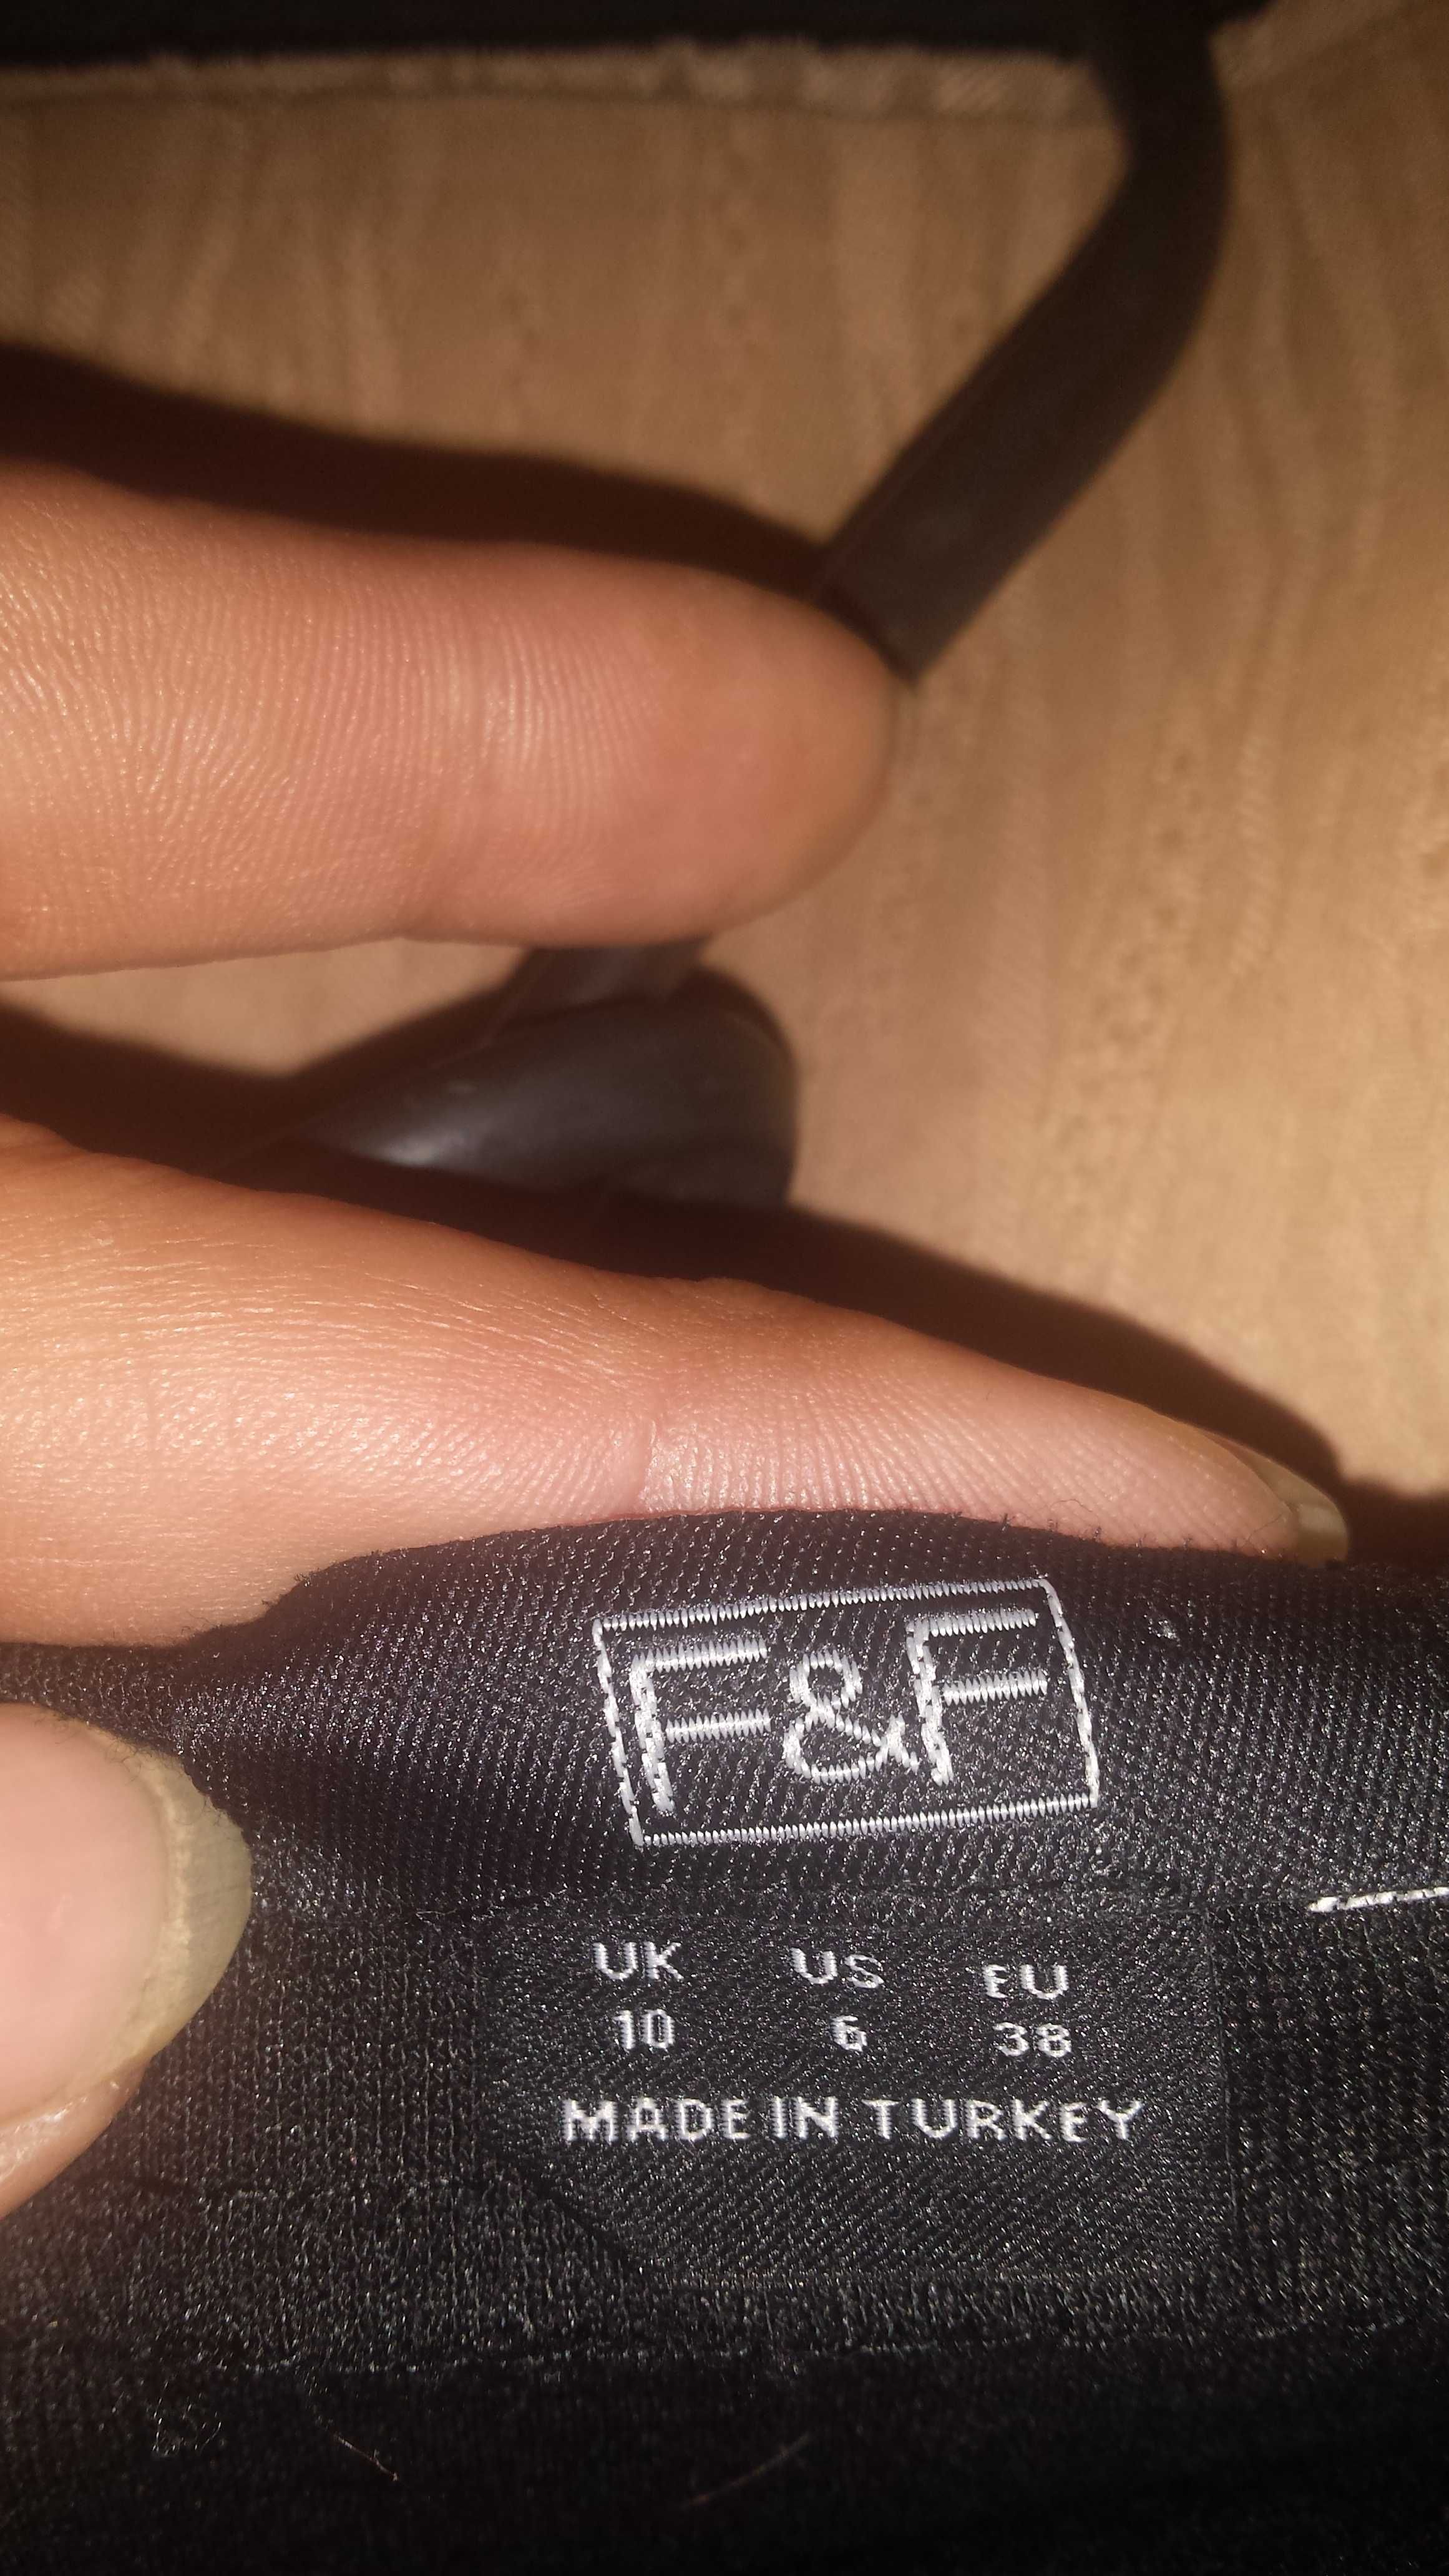 F&F
UK US EU
10 6 38
MADE IN TURKEY